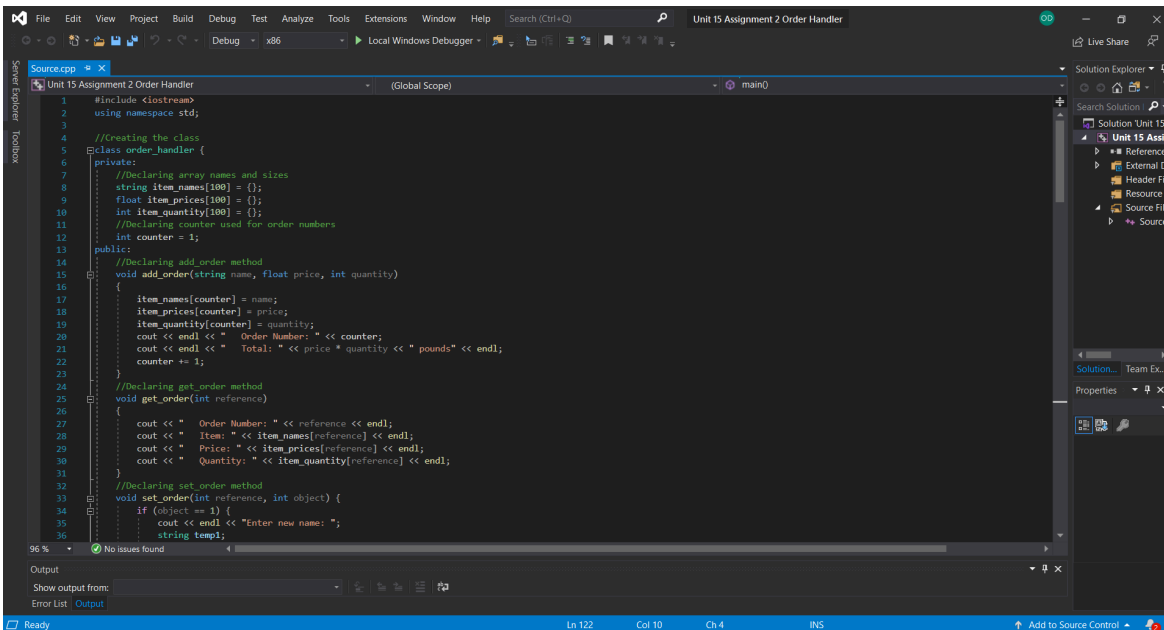 File Edit View Project Build Debug Test Analyze Tools Extensions Window Help Search (Ctrl+Q) Unit 15 Assignment 2 Order Handler OD
Debug x86 Local Windows Debugger Live Share
Server Explorer
Toolbox
Source.cpp
Unit 15 Assignment 2 Order Handler (Global Scope) main()
1 #include <iostream>
2 using namespace std;
3
4 //Creating the class
5 class order_handler {
6 private:
7 //Declaring array names and sizes
8 string item_names[100] = {};
9 float item_prices[100] = {};
10 int item_quantity[100] = {};
11 //Declaring counter used for order numbers
12 int counter = 1;
13 public:
14 //Declaring add_order method
15 void add_order(string name, float price, int quantity)
16 {
17 item_names[counter] = name;
18 item_prices[counter] = price;
19 item_quantity[counter] = quantity;
20 cout << endl << "   Order Number: " << counter;
21 cout << endl << "   Total: " << price * quantity << " pounds" << endl;
22 counter += 1;
23 }
24 //Declaring get_order method
25 void get_order(int reference)
26 {
27 cout << "   Order Number: " << reference << endl;
28 cout << "   Item: " << item_names[reference] << endl;
29 cout << "   Price: " << item_prices[reference] << endl;
30 cout << "   Quantity: " << item_quantity[reference] << endl;
31 }
32 //Declaring set_order method
33 void set_order(int reference, int object) {
34 if (object == 1) {
35 cout << endl << "Enter new name: ";
36 string temp1;
96 % No issues found
Output
Show output from:
Error List Output
Ready Ln 122 Col 10 Ch 4 INS Add to Source Control 2
Solution Explorer
Search Solution
Solution 'Unit 15
Unit 15 Assi
Reference
External D
Header Fi
Resource
Source Fil
Sourc
Solution... Team Ex...
Properties